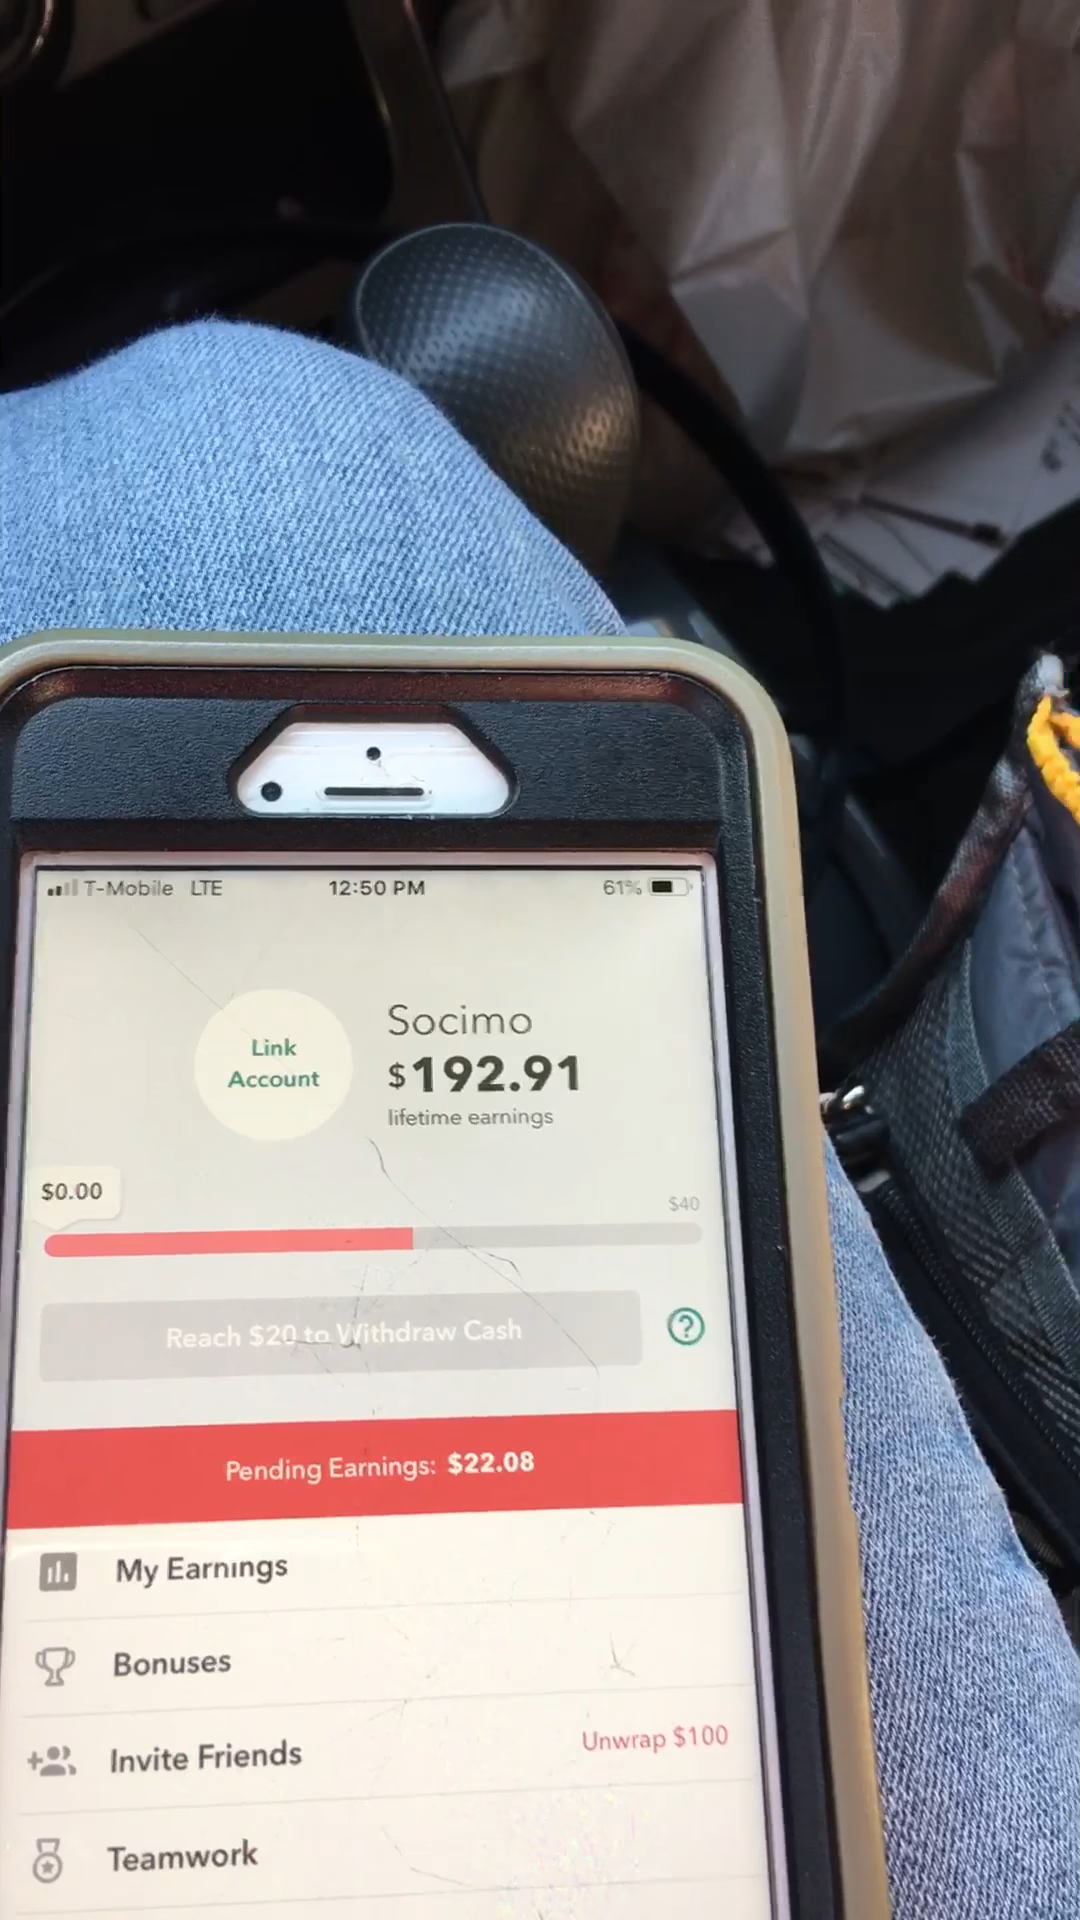 T-Mobile LTE 12:50 PM 61%
Link
Account
Socimo
$192.91
lifetime earnings
$0.00
$40
Reach $20 to Withdraw Cash
?
Pending Earnings: $22.08
My Earnings
Bonuses
Invite Friends Unwrap $100
Teamwork